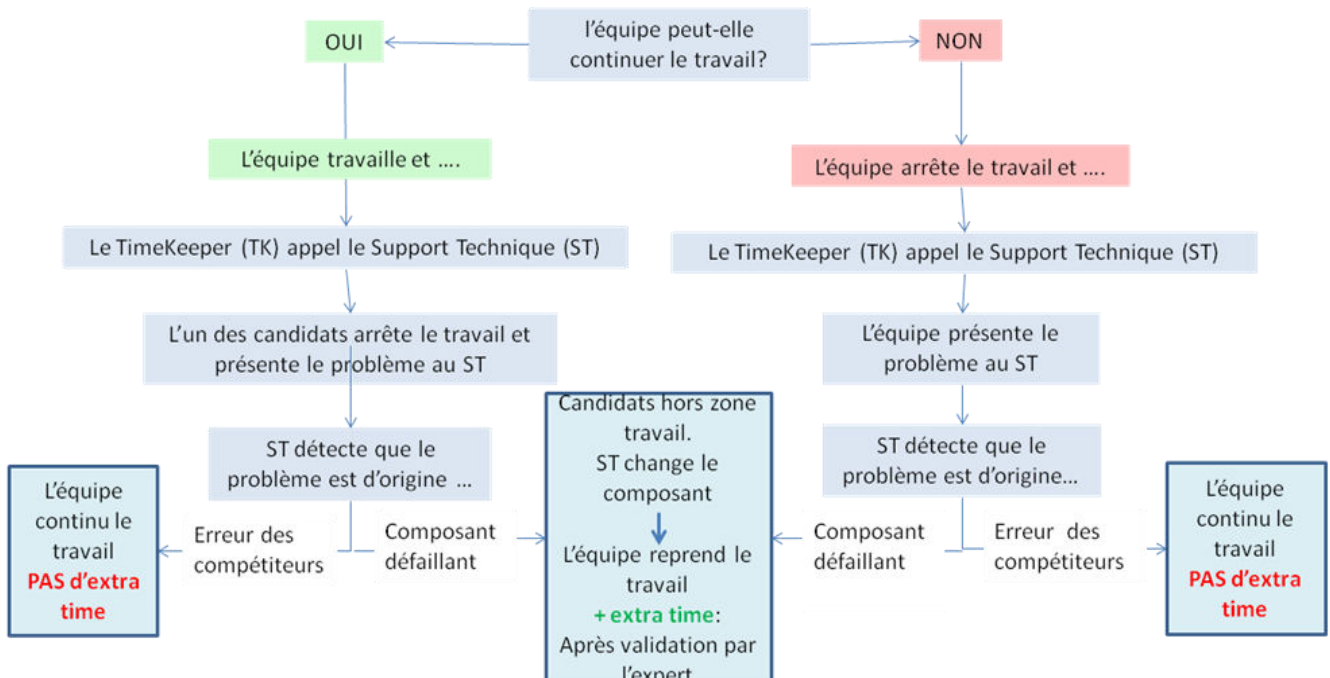 l'équipe peut-elle
continuer le travail?
OUI
NON
L'équipe travaille et ....
L'équipe arrête le travail et ....
Le TimeKeeper (TK) appel le Support Technique (ST)
Le TimeKeeper (TK) appel le Support Technique (ST)
L'un des candidats arrête le travail et
présente le problème au ST
L'équipe présente le
problème au ST
ST détecte que le
problème est d'origine ...
ST détecte que le
problème est d'origine...
Erreur des
compétiteurs
Composant
défaillant
Composant
défaillant
Erreur des
compétiteurs
L'équipe
continu le
travail
PAS d'extra
time
Candidats hors zone
travail.
ST change le
composant
L'équipe reprend le
travail
+ extra time:
Après validation par
l'expert
L'équipe
continu le
travail
PAS d'extra
time